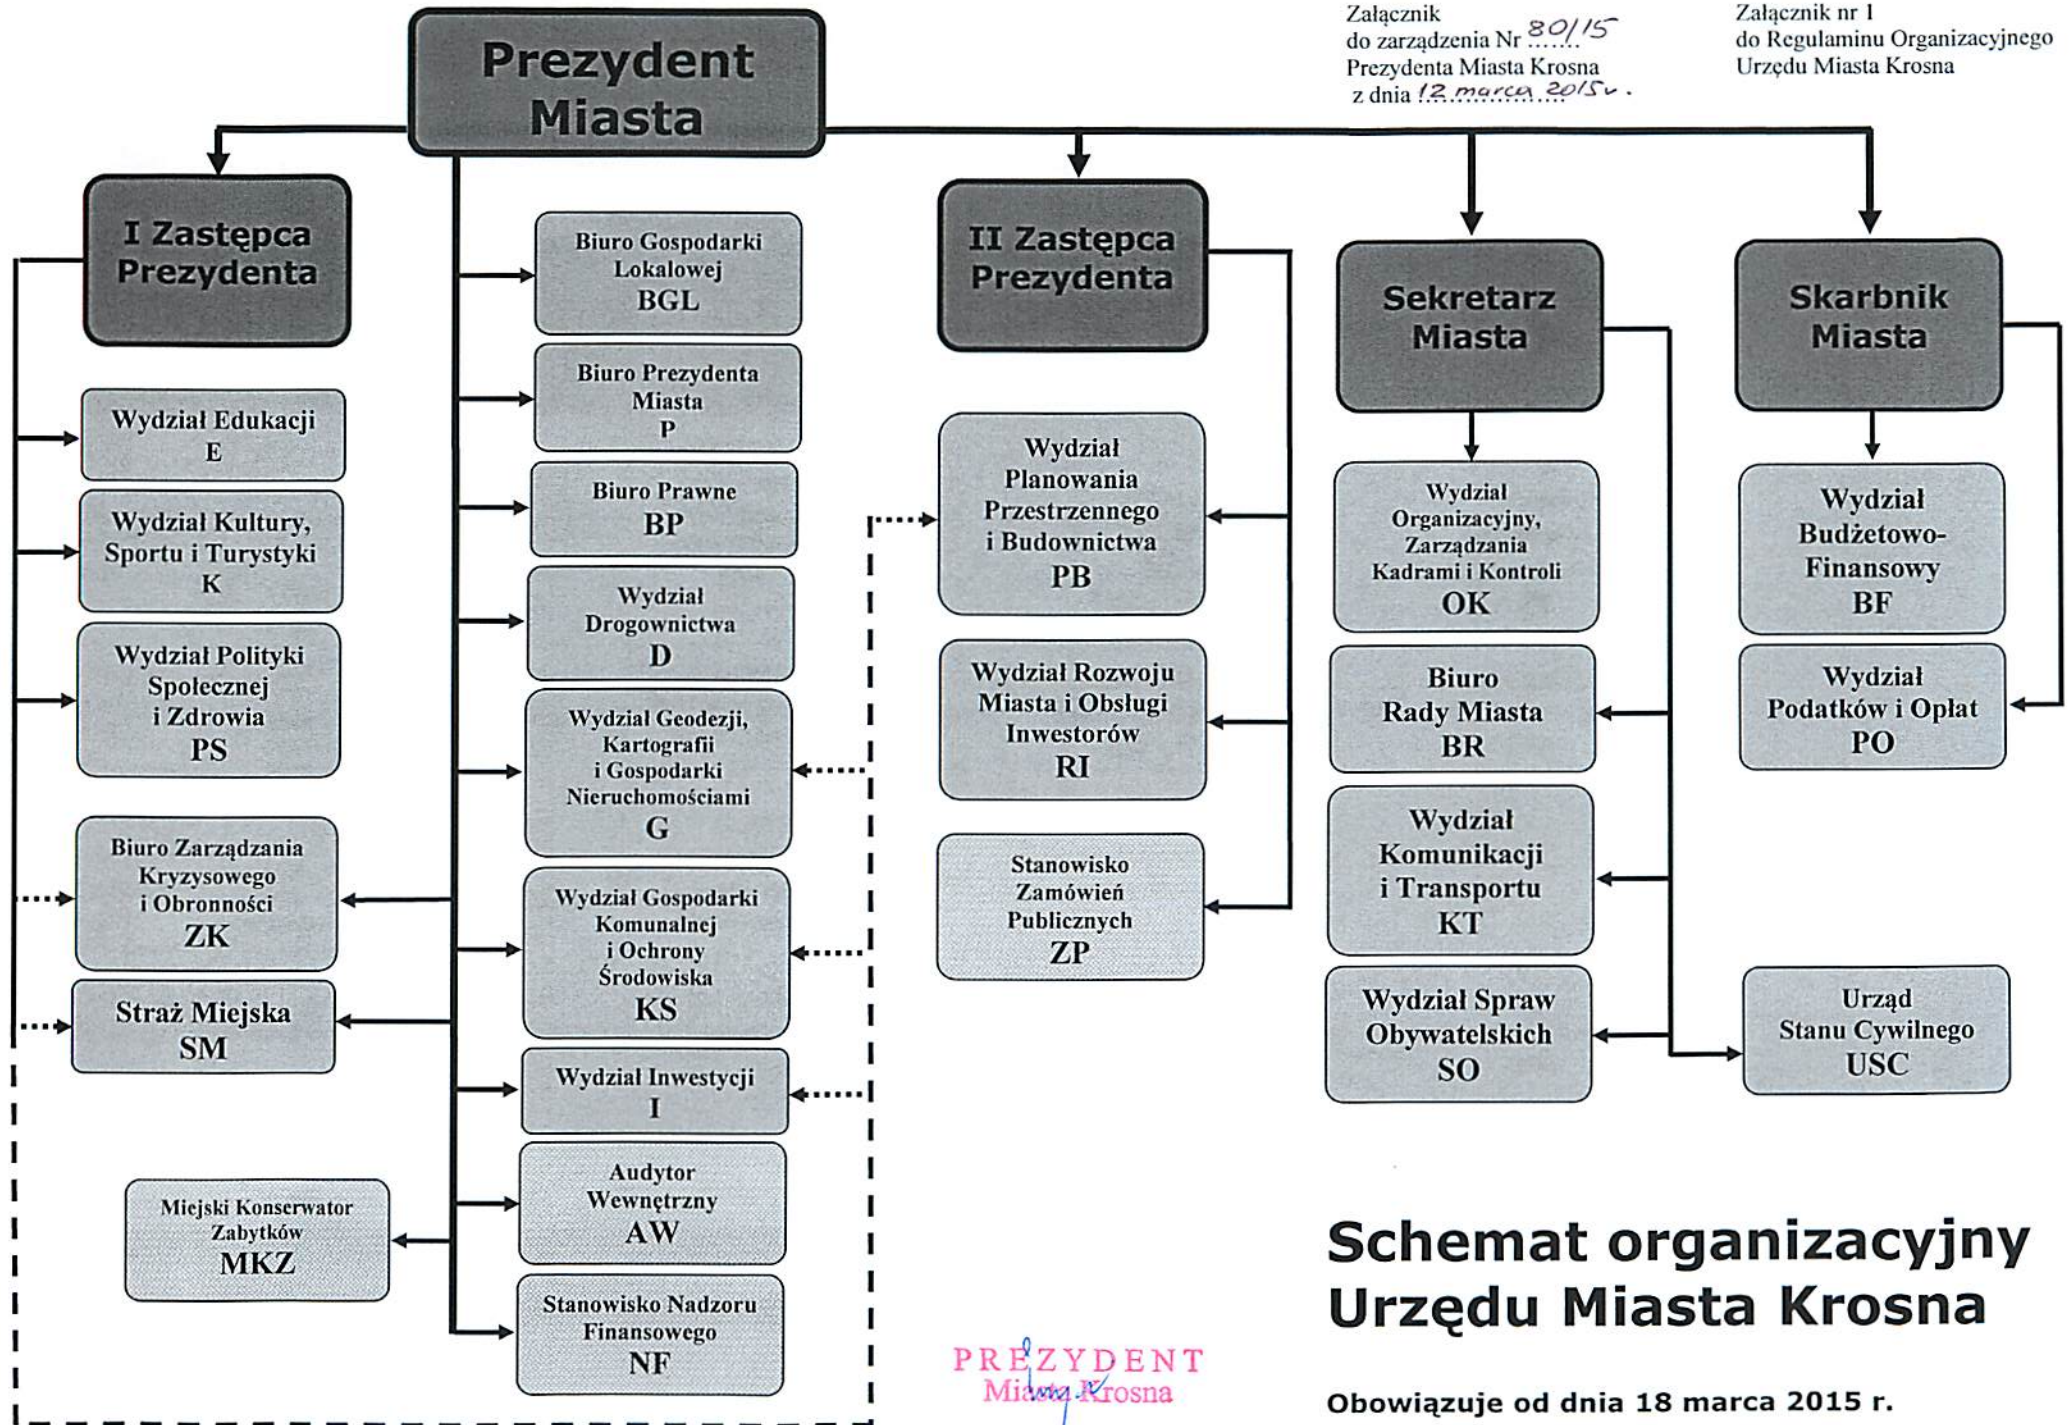 Załącznik
do zarządzenia Nr 80/15
Prezydenta Miasta Krosna
z dnia 12 marca 2015 r.
Załącznik nr 1
do Regulaminu Organizacyjnego
Urzędu Miasta Krosna
Prezydent
Miasta
I Zastępca
Prezydenta
Wydział Edukacji
E
Wydział Kultury,
Sportu i Turystyki
K
Wydział Polityki
Społecznej
i Zdrowia
PS
Biuro Zarządzania
Kryzysowego
i Obronności
ZK
Straż Miejska
SM
Miejski Konserwator
Zabytków
MKZ
Biuro Gospodarki
Lokalowej
BGL
Biuro Prezydenta
Miasta
P
Biuro Prawne
BP
Wydział
Drogownictwa
D
Wydział Geodezji,
Kartografii
i Gospodarki
Nieruchomościami
G
Wydział Gospodarki
Komunalnej
i Ochrony
Środowiska
KS
Wydział Inwestycji
I
Audytor
Wewnętrzny
AW
Stanowisko Nadzoru
Finansowego
NF
II Zastępca
Prezydenta
Wydział
Planowania
Przestrzennego
i Budownictwa
PB
Wydział Rozwoju
Miasta i Obsługi
Inwestorów
RI
Stanowisko
Zamówień
Publicznych
ZP
Sekretarz
Miasta
Wydział
Organizacyjny,
Zarządzania
Kadrami i Kontroli
OK
Biuro
Rady Miasta
BR
Wydział
Komunikacji
i Transportu
KT
Wydział Spraw
Obywatelskich
SO
Skarbnik
Miasta
Wydział
Budżetowo-
Finansowy
BF
Wydział
Podatków i Opłat
PO
Urząd
Stanu Cywilnego
USC
PREZYDENT
Miasta Krosna
Schemat organizacyjny
Urzędu Miasta Krosna
Obowiązuje od dnia 18 marca 2015 r.